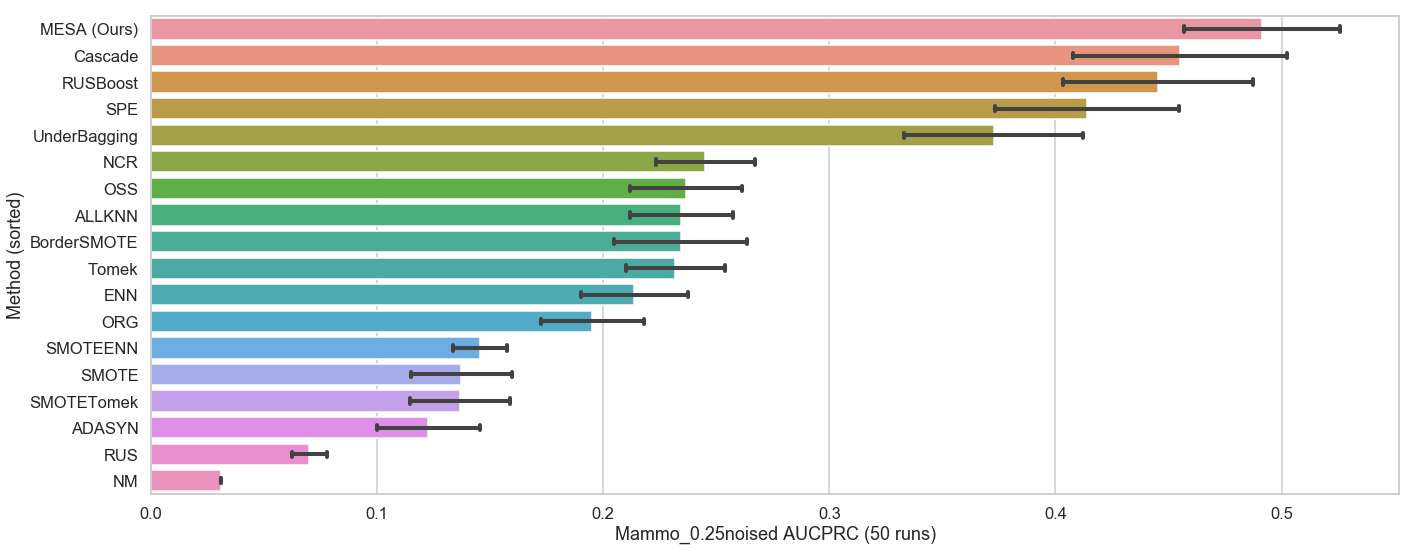 MESA (Ours)
Cascade
RUSBoost
SPE
UnderBagging
NCR
OSS
ALLKNN
BorderSMOTE
Tomek
ENN
ORG
SMOTEENN
SMOTE
SMOTETomek
ADASYN
RUS
NM
Method (sorted)
0.0 0.1 0.2 0.3 0.4 0.5
Mammo_0.25noised AUCPRC (50 runs)